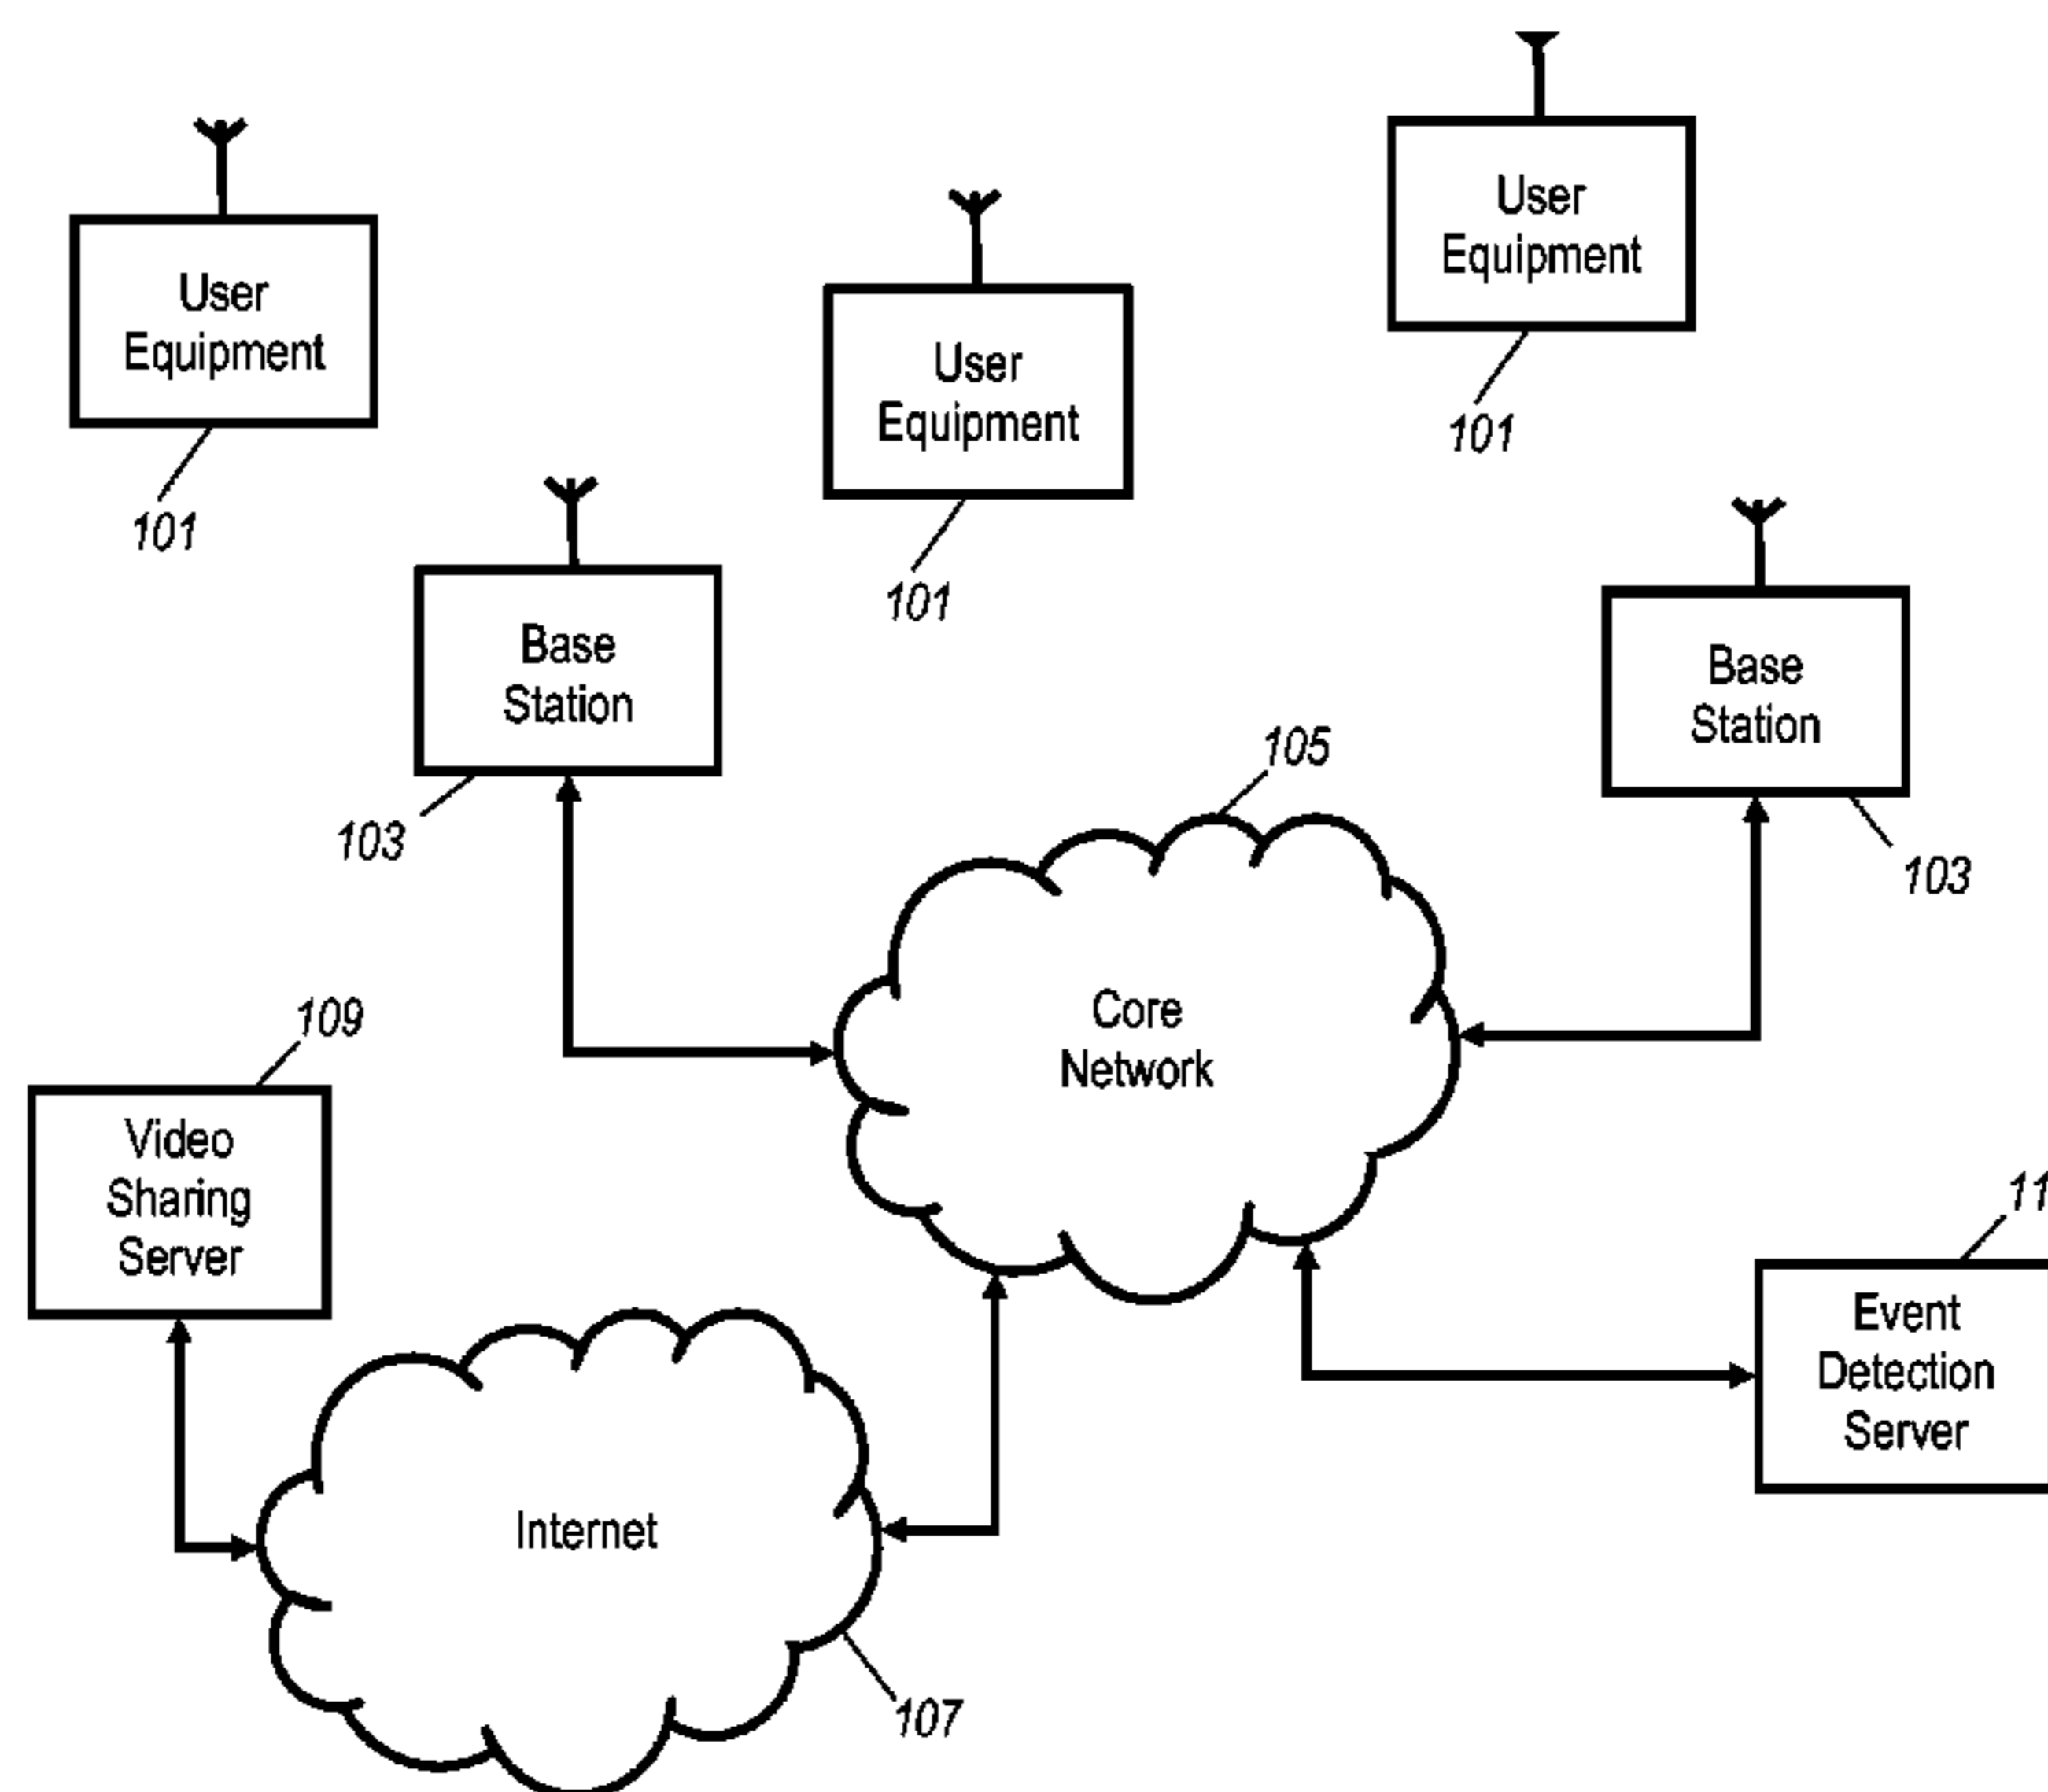 User
Equipment
101
User
Equipment
101
User
Equipment
101
Base
Station
103
Base
Station
103
105
Core
Network
109
Video
Sharing
Server
11
Event
Detection
Server
Internet
107